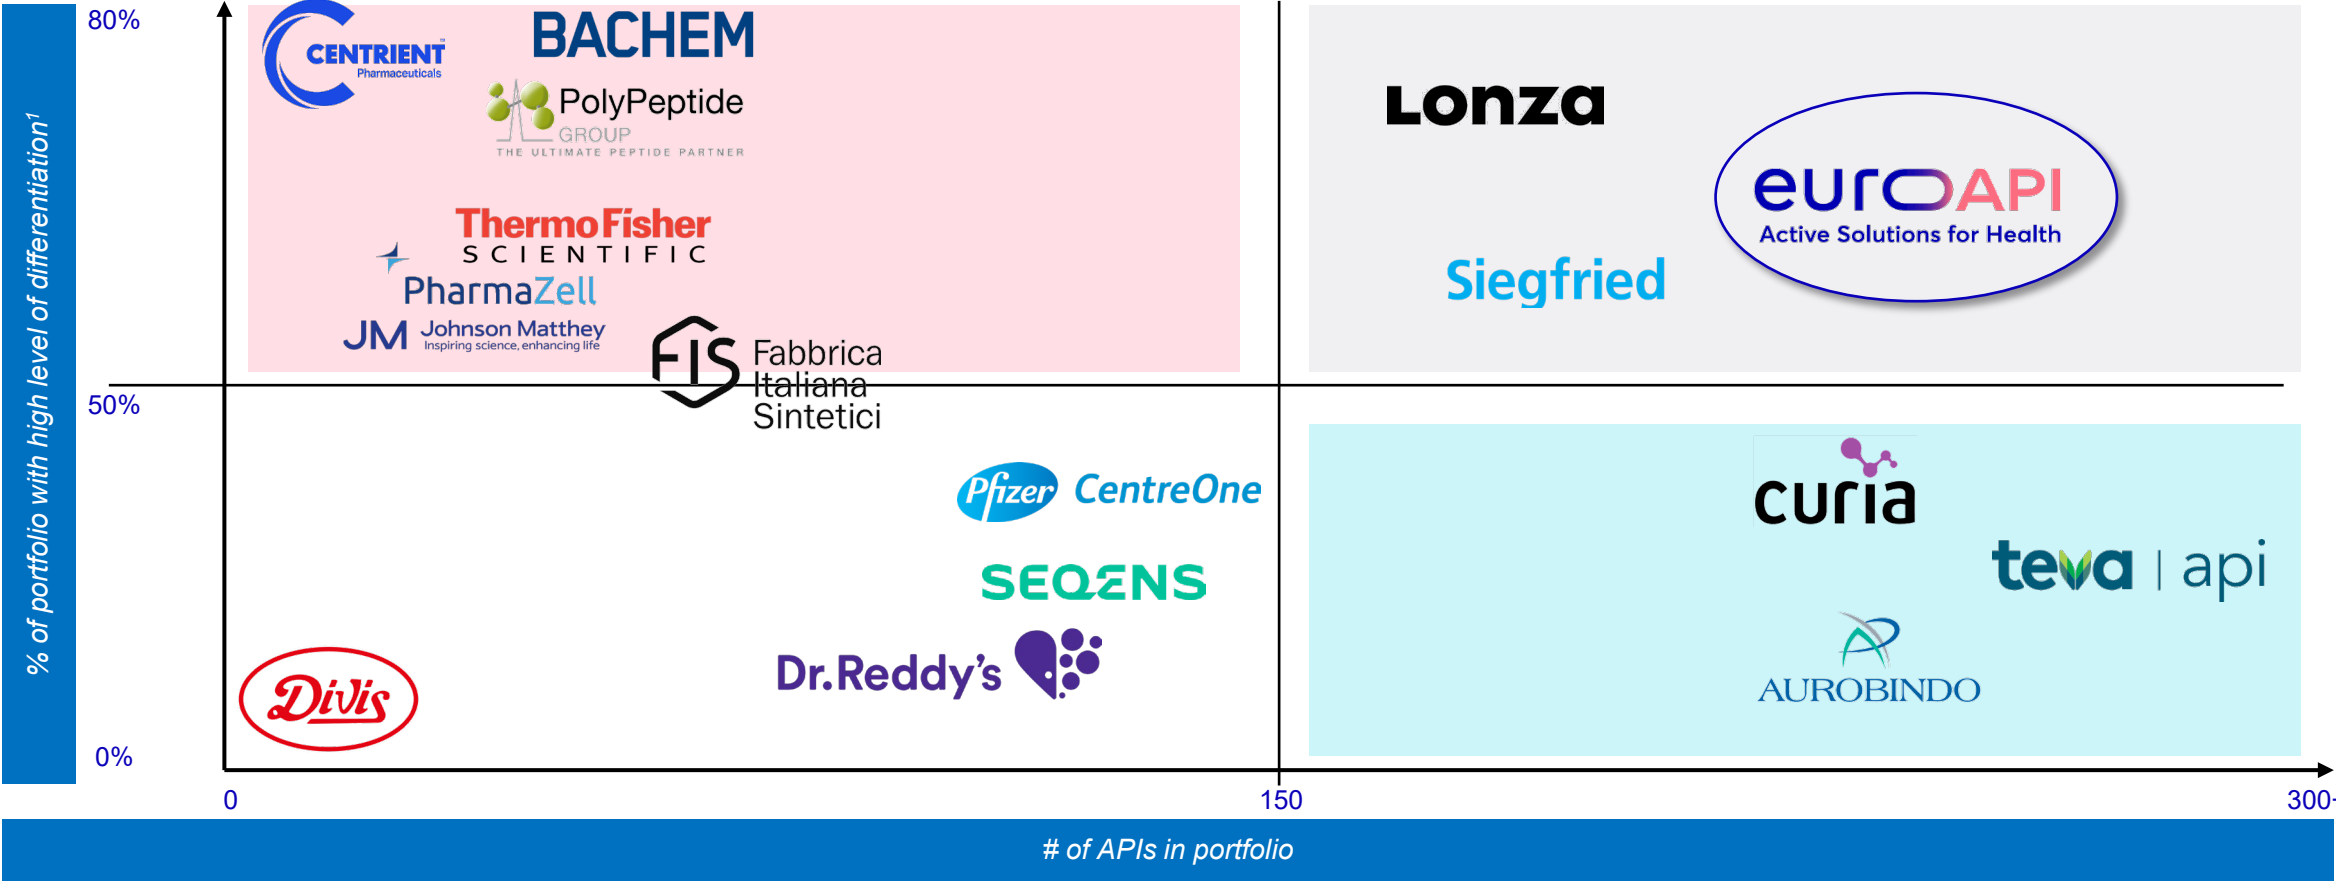 80%
CENTRIENT
™
Pharmaceuticals
BACHEM
PolyPeptide
GROUP
THE ULTIMATE PEPTIDE PARTNER
Lonza
euroAPI
Active Solutions for Health
ThermoFisher
SCIENTIFIC
PharmaZell
Siegfried
JM Johnson Matthey
Inspiring science, enhancing life
FIS Fabbrica
Italiana
Sintetici
50%
% of portfolio with high level of differentiation¹
Pfizer CentreOne
curia
SEQENS
teva | api
Dr.Reddy's
Divis
AUROBINDO
0%
0
150
300+
# of APIs in portfolio